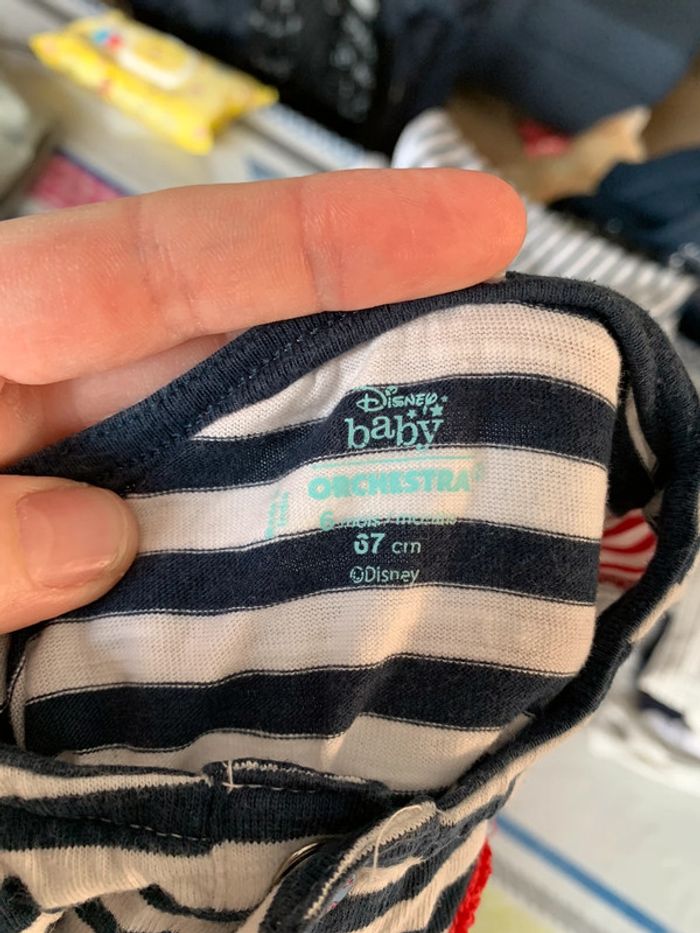 Disney
baby
ORCHESTRA
6 mois / months
67 cm
©Disney